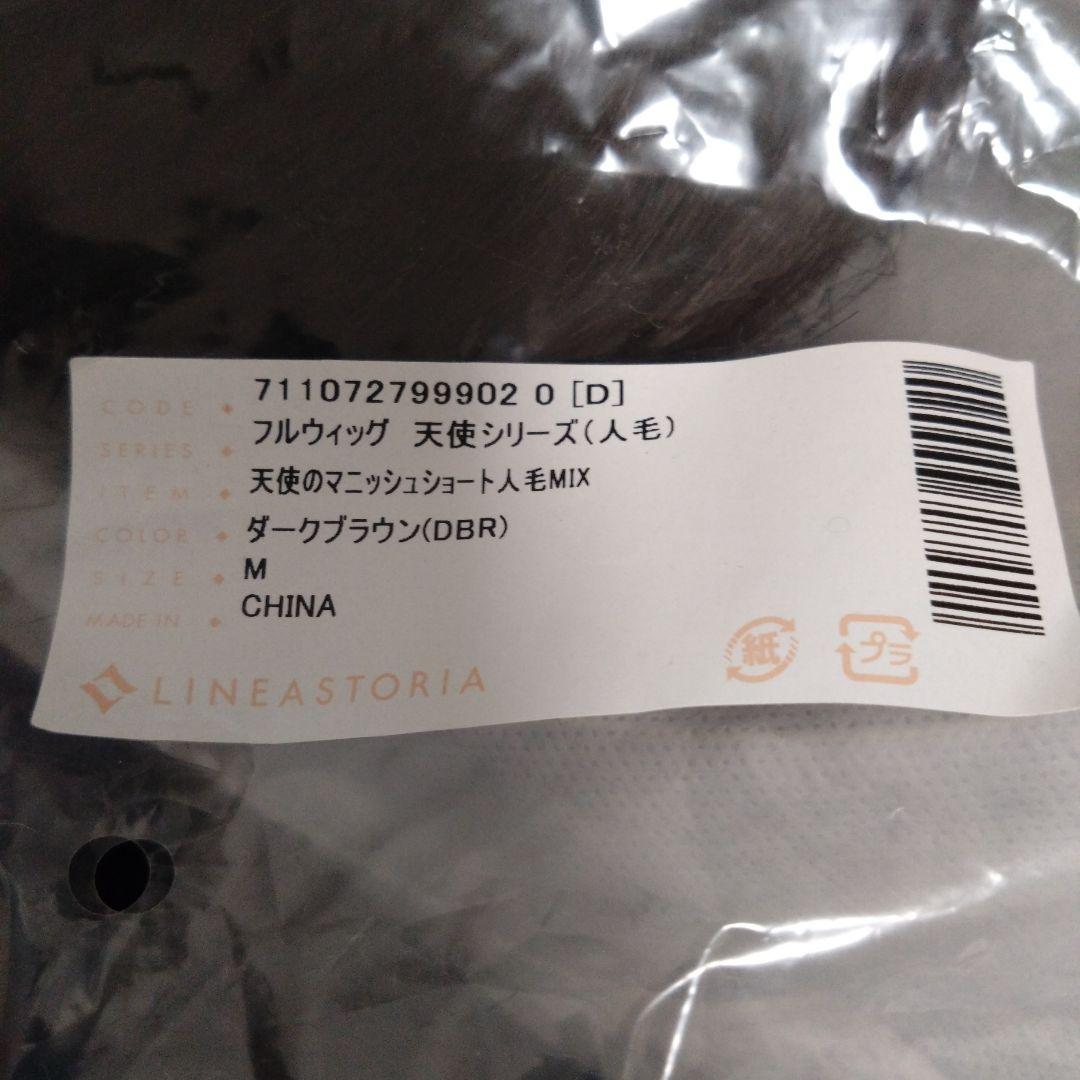 CODE ◆ 711072799902 0 [D]
SERIES ◆ フルウィッグ 天使シリーズ(人毛)
ITEM ◆ 天使のマニッシュショート人毛MIX
COLOR ◆ ダークブラウン(DBR)
SIZE ◆ M
MADE IN ◆ CHINA
LINEASTORIA
紙
プラ